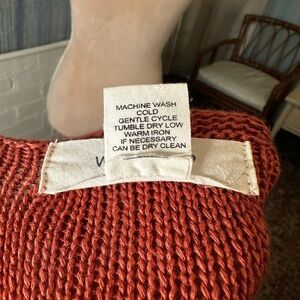 MACHINE WASH
COLD
GENTLE CYCLE
TUMBLE DRY LOW
WARM IRON
IF NECESSARY
CAN BE DRY CLEAN